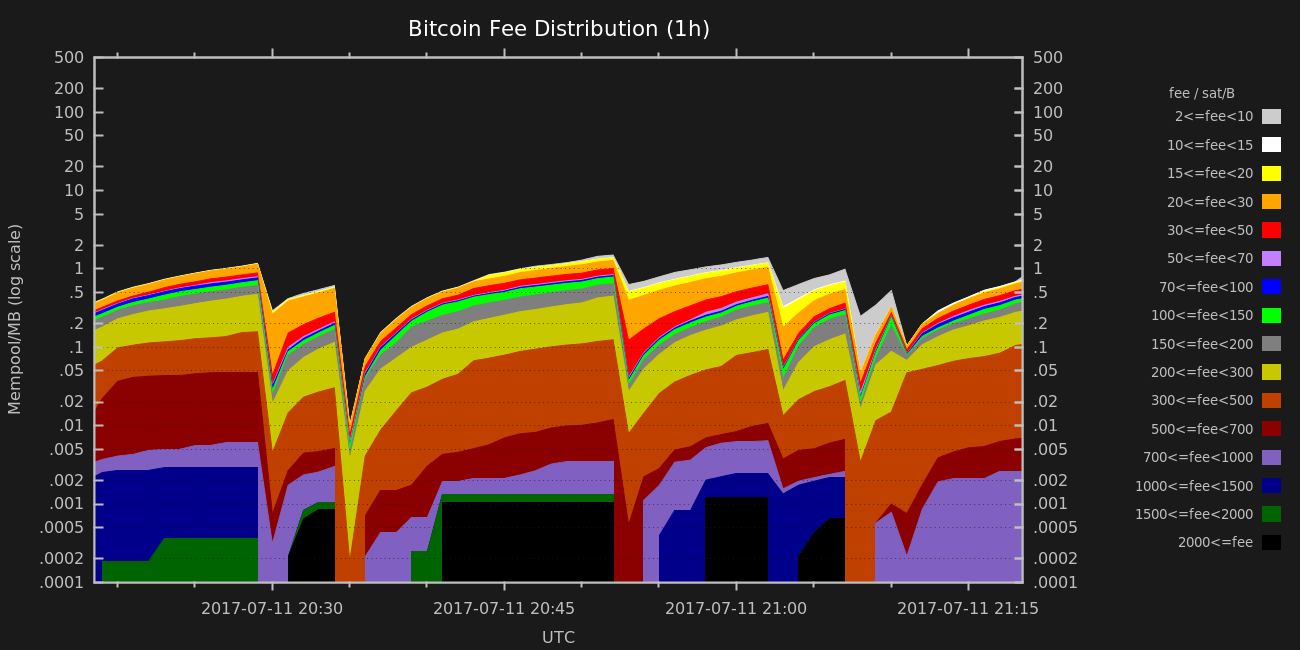 Bitcoin Fee Distribution (1h)
500 500
200 200
100 100
50 50
20 20
10 10
5 5
2 2
1 1
.5 .5
.2 .2
.1 .1
.05 .05
.02 .02
.01 .01
.005 .005
.002 .002
.001 .001
.0005 .0005
.0002 .0002
.0001 .0001
Mempool/MB (log scale)
2017-07-11 20:30 2017-07-11 20:45 2017-07-11 21:00 2017-07-11 21:15
UTC
fee / sat/B
2<=fee<10
10<=fee<15
15<=fee<20
20<=fee<30
30<=fee<50
50<=fee<70
70<=fee<100
100<=fee<150
150<=fee<200
200<=fee<300
300<=fee<500
500<=fee<700
700<=fee<1000
1000<=fee<1500
1500<=fee<2000
2000<=fee